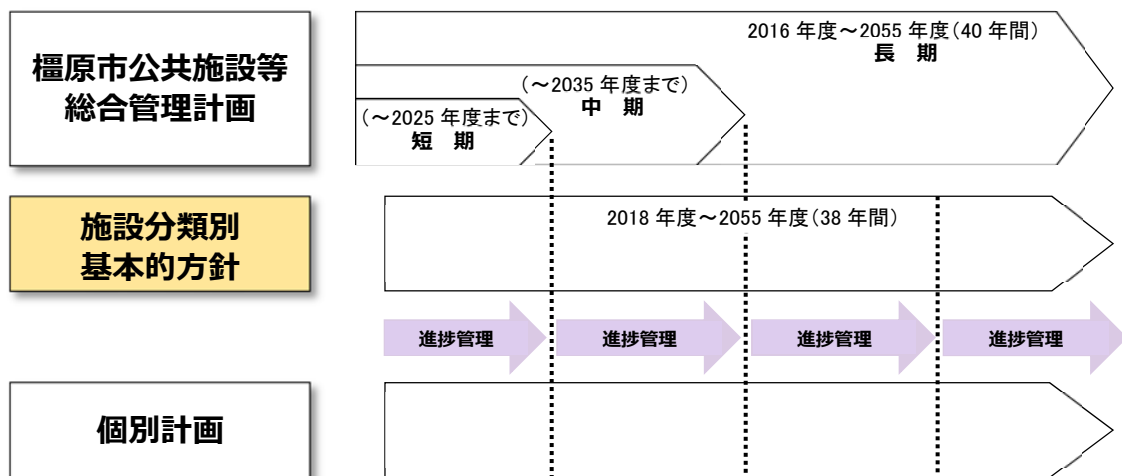 橿原市公共施設等
総合管理計画
2016 年度～2055 年度（40 年間）
長 期
（～2035 年度まで）
中 期
（～2025 年度まで）
短 期
施設分類別
基本的方針
2018 年度～2055 年度（38 年間）
進捗管理
進捗管理
進捗管理
進捗管理
個別計画